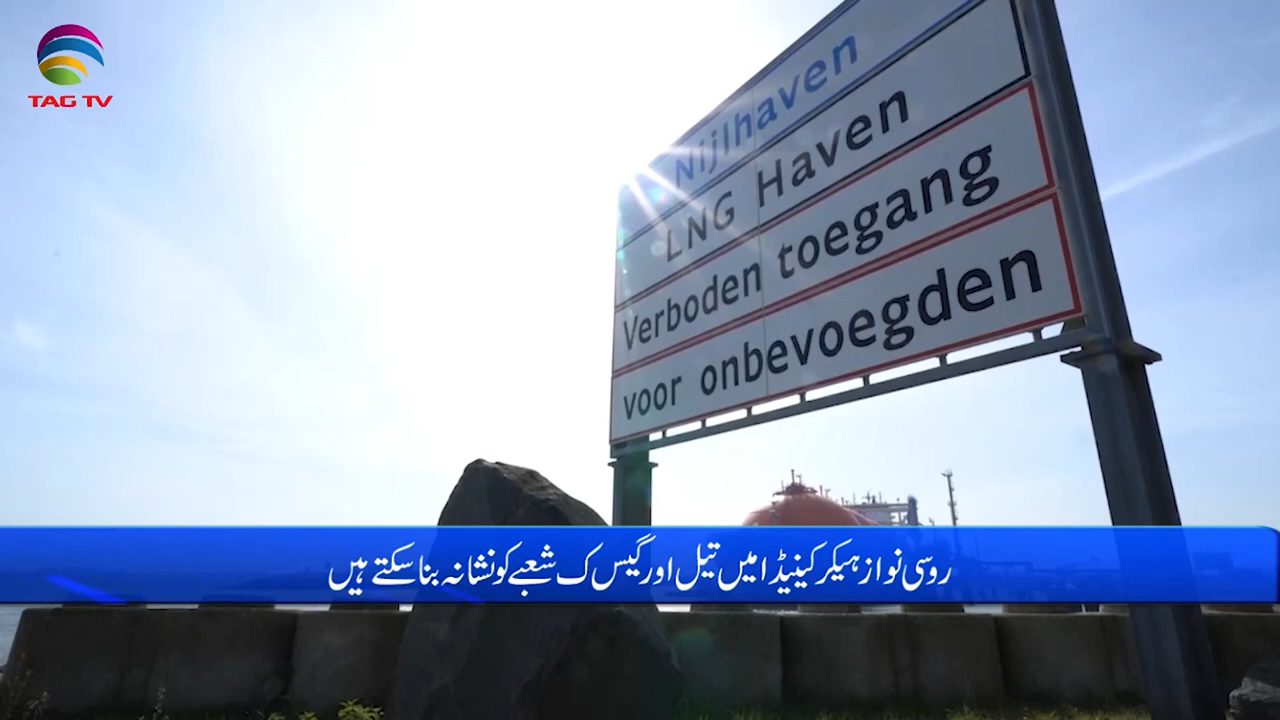 TAG TV
Nijlhaven
LNG Haven
Verboden toegang
voor onbevoegden
روسی نواز ہیکر کینیڈا میں تیل اور گیس ک شعبے کو نشانہ بنا سکتے ہیں